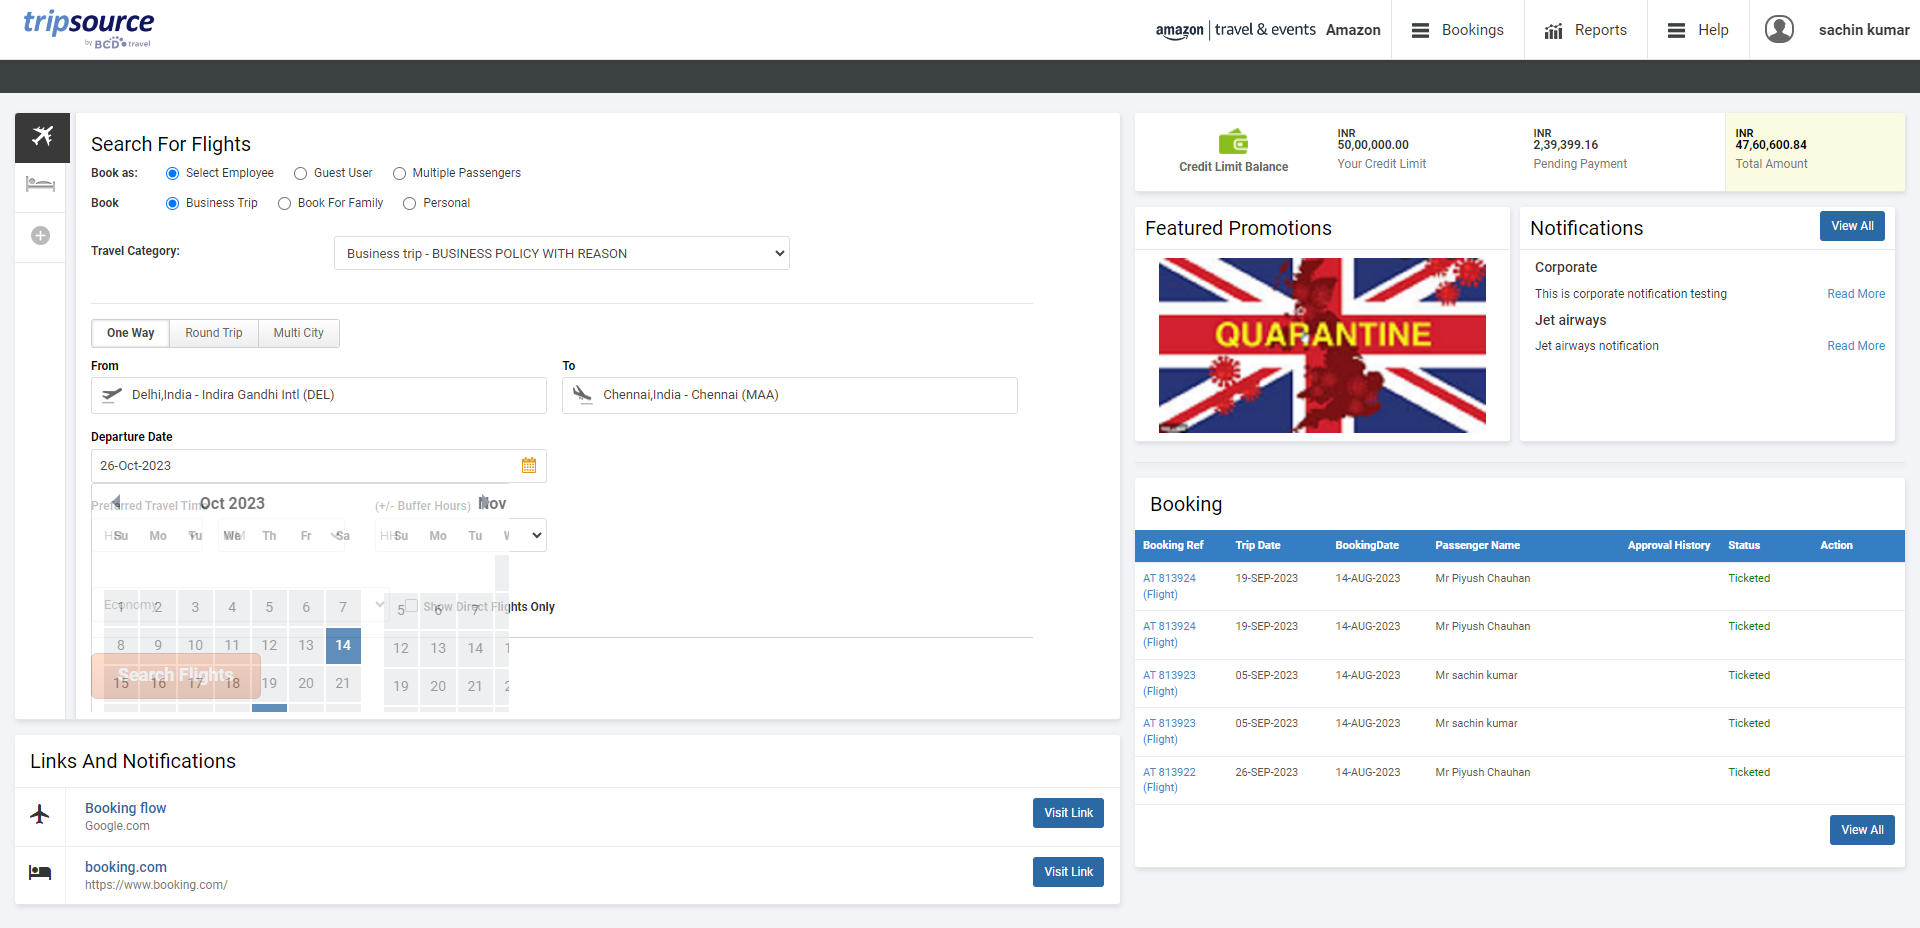 tripsource
by BCD travel
amazon | travel & events Amazon
Bookings
Reports
Help
sachin kumar
Search For Flights
Book as: Select Employee Guest User Multiple Passengers
Book Business Trip Book For Family Personal
Travel Category: Business trip - BUSINESS POLICY WITH REASON
One Way Round Trip Multi City
From To
Delhi,India - Indira Gandhi Intl (DEL) Chennai,India - Chennai (MAA)
Departure Date
26-Oct-2023
Preferred Travel Time Oct 2023 (+/- Buffer Hours) Nov
Su Mo Tu We Th Fr Sa Su Mo Tu
Economy Show Direct Flights Only
1 2 3 4 5 6 7 5 6 7
8 9 10 11 12 13 14 12 13 14
Search Flights
15 16 17 18 19 20 21 19 20 21
Links And Notifications
Booking flow
Google.com
Visit Link
booking.com
https://www.booking.com/
Visit Link
Credit Limit Balance
INR
50,00,000.00
Your Credit Limit
INR
2,39,399.16
Pending Payment
INR
47,60,600.84
Total Amount
Featured Promotions
QUARANTINE
Notifications View All
Corporate
This is corporate notification testing Read More
Jet airways
Jet airways notification Read More
Booking
Booking Ref Trip Date BookingDate Passenger Name Approval History Status Action
AT 813924 19-SEP-2023 14-AUG-2023 Mr Piyush Chauhan Ticketed
(Flight)
AT 813924 19-SEP-2023 14-AUG-2023 Mr Piyush Chauhan Ticketed
(Flight)
AT 813923 05-SEP-2023 14-AUG-2023 Mr sachin kumar Ticketed
(Flight)
AT 813923 05-SEP-2023 14-AUG-2023 Mr sachin kumar Ticketed
(Flight)
AT 813922 26-SEP-2023 14-AUG-2023 Mr Piyush Chauhan Ticketed
(Flight)
View All